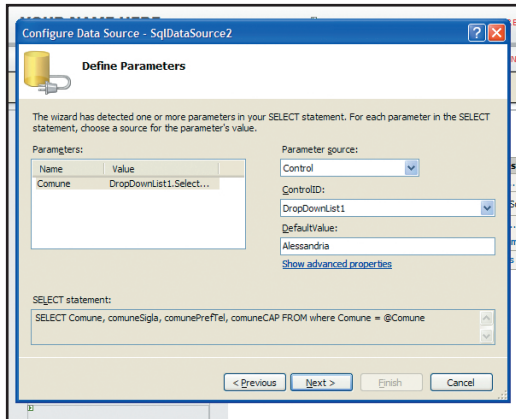 YOUR NAME HERE
Configure Data Source - SqlDataSource2
Define Parameters
The wizard has detected one or more parameters in your SELECT statement. For each parameter in the SELECT
statement, choose a source for the parameter's value.
Parameters:
Name Value
Comune DropDownList1.Select...
Parameter source:
Control
ControlID:
DropDownList1
DefaultValue:
Alessandria
Show advanced properties
SELECT statement:
SELECT Comune, comuneSigla, comunePrefTel, comuneCAP FROM where Comune = @Comune
< Previous
Next >
Finish
Cancel